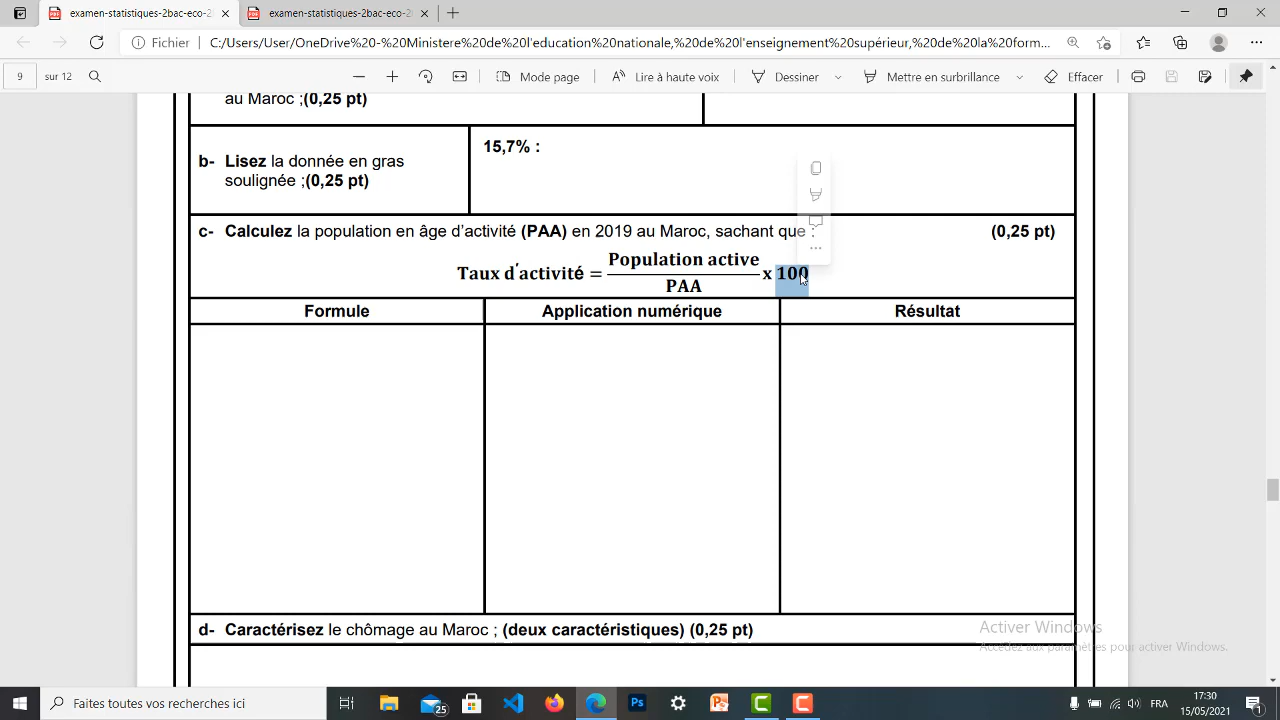 examen-statistiques-2bac-eco-2
examen-statistiques-2bac-eco-2
Fichier
C:/Users/User/OneDrive%20-%20Ministere%20de%20l'education%20nationale,%20de%20l'enseignement%20supérieur,%20de%20la%20form...
9
sur 12
Mode page
Lire à haute voix
Dessiner
Mettre en surbrillance
Effacer
au Maroc ;(0,25 pt)
b- Lisez la donnée en gras
soulignée ;(0,25 pt)
15,7% :
c- Calculez la population en âge d'activité (PAA) en 2019 au Maroc, sachant que : (0,25 pt)
Taux d'activité = Population active
PAA
x 100
Formule
Application numérique
Résultat
d- Caractérisez le chômage au Maroc ; (deux caractéristiques) (0,25 pt)
Activer Windows
Accédez aux paramètres pour activer Windows.
Faites toutes vos recherches ici
25
FRA
17:30
15/05/2021
1